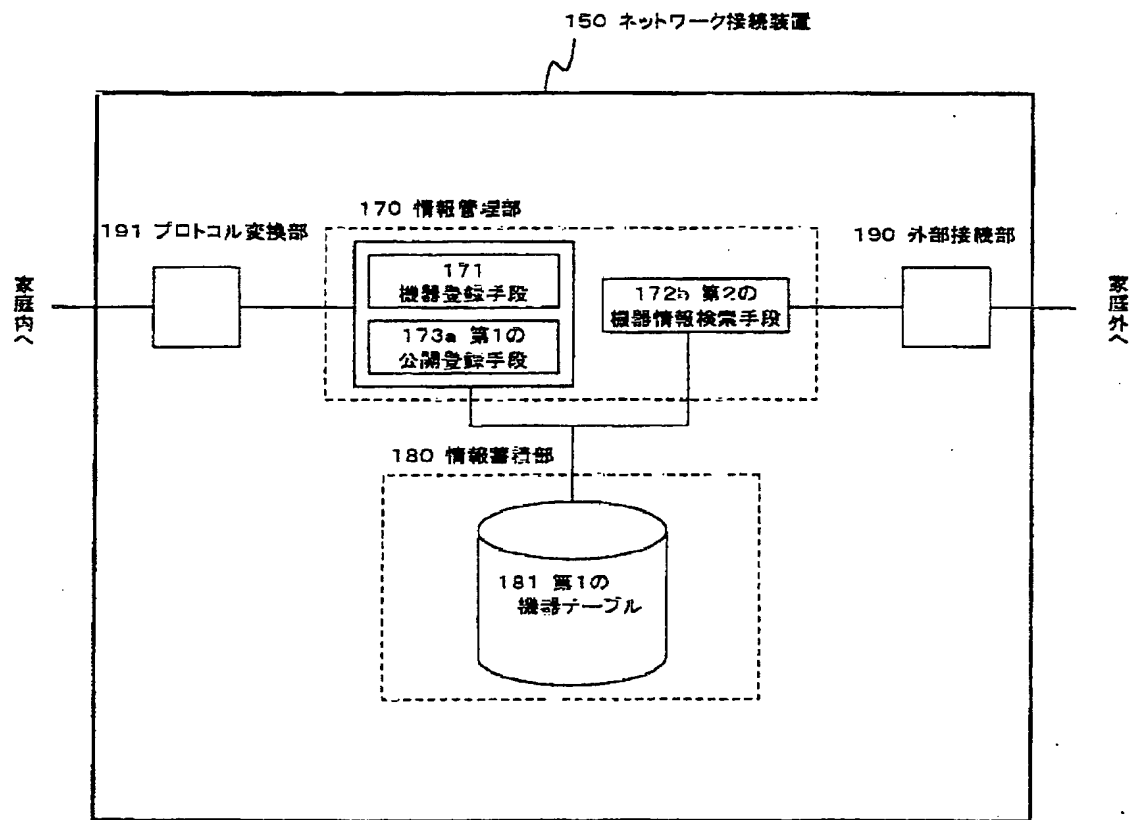 150 ネットワーク接続装置
170 情報管理部
191 プロトコル変換部
190 外部接続部
家庭内へ
171
機器登録手段
173a 第1の
公開登録手段
172b 第2の
機器情報検索手段
家庭外へ
180 情報蓄積部
181 第1の
機器テーブル